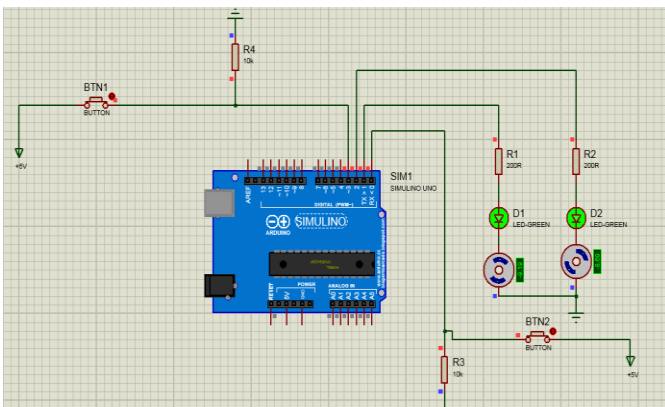 R4
10k
BTN1
BUTTON
+5V
SIM1
SIMULINO UNO
AREF
13
12
~11
~10
~9
8
7
~6
~5
4
~3
2
TX > 1
RX < 0
DIGITAL (PWM~)
ARDUINO
SIMULINO
RESET
5V
POWER
GND
ANALOG IN
A0
A1
A2
A3
A4
A5
R1
200R
R2
200R
D1
LED-GREEN
D2
LED-GREEN
BTN2
BUTTON
+5V
R3
10k